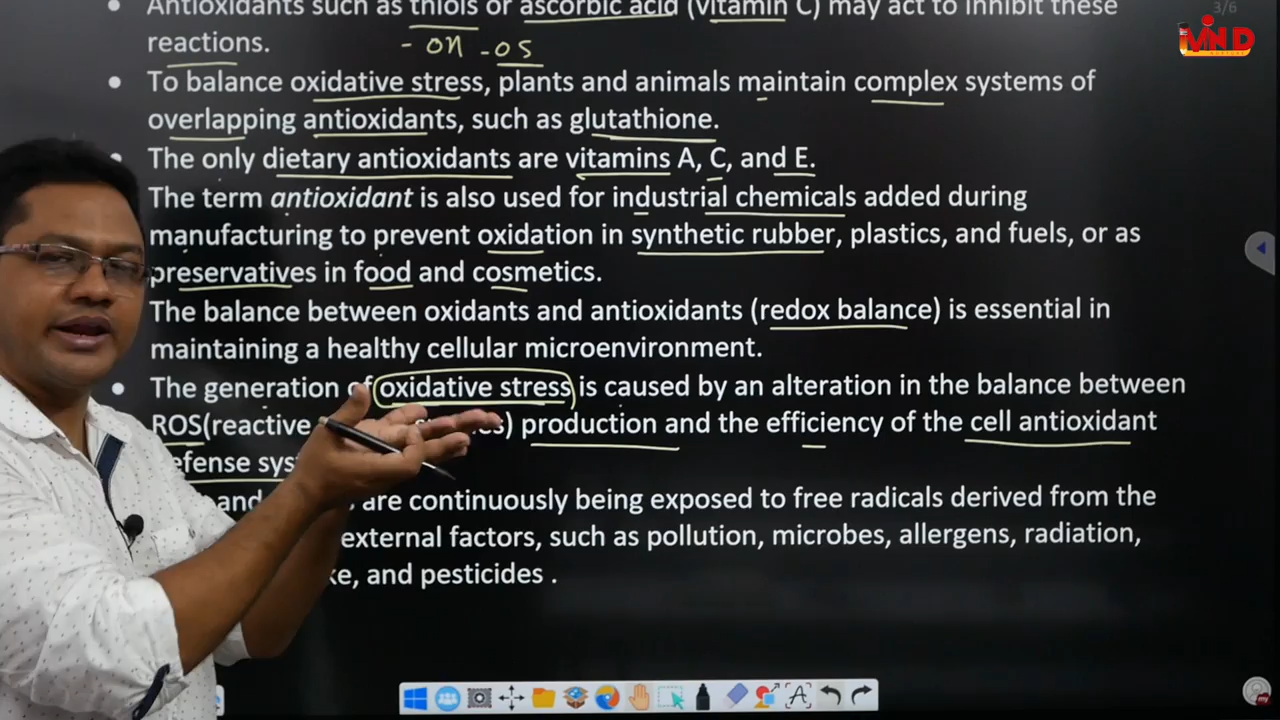 Antioxidants such as thiols or ascorbic acid (vitamin C) may act to inhibit these
reactions. - on - os
To balance oxidative stress, plants and animals maintain complex systems of
overlapping antioxidants, such as glutathione.
The only dietary antioxidants are vitamins A, C, and E.
The term antioxidant is also used for industrial chemicals added during
manufacturing to prevent oxidation in synthetic rubber, plastics, and fuels, or as
preservatives in food and cosmetics.
The balance between oxidants and antioxidants (redox balance) is essential in
maintaining a healthy cellular microenvironment.
The generation of oxidative stress is caused by an alteration in the balance between
ROS(reactive production and the efficiency of the cell antioxidant
efense sys
and are continuously being exposed to free radicals derived from the
external factors, such as pollution, microbes, allergens, radiation,
ke, and pesticides .
3/6
MIND